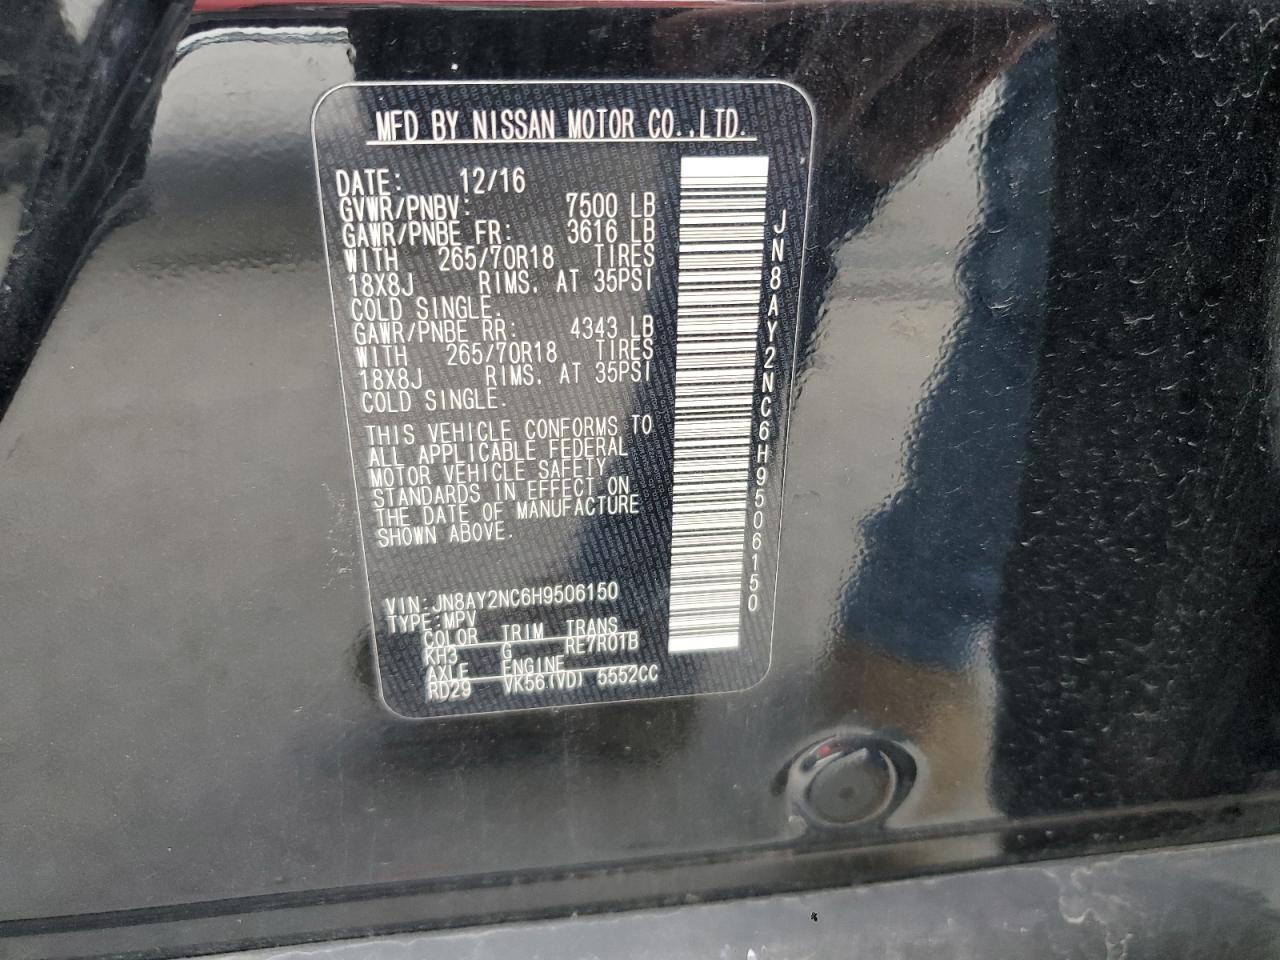 MFD BY NISSAN MOTOR CO.,LTD.
DATE: 12/16
GVWR/PNBV: 7500 LB
GAWR/PNBE FR: 3616 LB
WITH 265/70R18 TIRES
18X8J RIMS. AT 35PSI
COLD SINGLE.
GAWR/PNBE RR: 4343 LB
WITH 265/70R18 TIRES
18X8J RIMS. AT 35PSI
COLD SINGLE.
THIS VEHICLE CONFORMS TO
ALL APPLICABLE FEDERAL
MOTOR VEHICLE SAFETY
STANDARDS IN EFFECT ON
THE DATE OF MANUFACTURE
SHOWN ABOVE.
VIN: JN8AY2NC6H9506150
TYPE: MPV
COLOR TRIM TRANS
KH3 G RE7R01B
AXLE ENGINE
RD29 VK56(VD) 5552CC
JN8AY2NC6H9506150